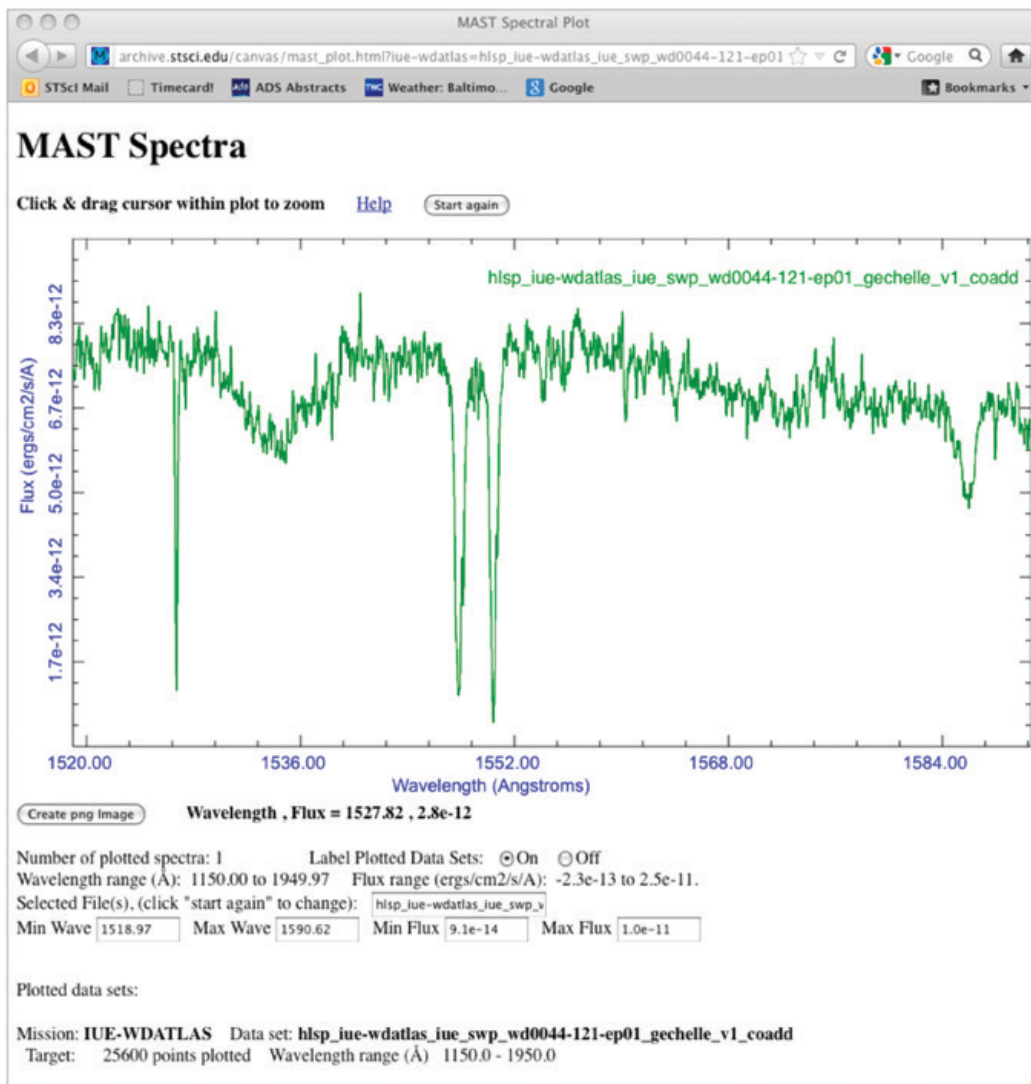 MAST Spectral Plot
archive.stsci.edu/canvas/mast_plot.html?iue-wdatlas=hlsp_iue-wdatlas_iue_swp_wd0044-121-ep01
Google
STScI Mail Timecard! ADS Abstracts Weather: Baltimo... Google Bookmarks
MAST Spectra
Click & drag cursor within plot to zoom Help Start again
hlsp_iue-wdatlas_iue_swp_wd0044-121-ep01_gechelle_v1_coadd
Flux (ergs/cm2/s/A)
8.3e-12
6.7e-12
5.0e-12
3.4e-12
1.7e-12
1520.00 1536.00 1552.00 1568.00 1584.00
Wavelength (Angstroms)
Create png Image Wavelength , Flux = 1527.82 , 2.8e-12
Number of plotted spectra: 1 Label Plotted Data Sets: On Off
Wavelength range (Å): 1150.00 to 1949.97 Flux range (ergs/cm2/s/A): -2.3e-13 to 2.5e-11.
Selected File(s), (click "start again" to change): hlsp_iue-wdatlas_iue_swp_v
Min Wave 1518.97 Max Wave 1590.62 Min Flux 9.1e-14 Max Flux 1.0e-11
Plotted data sets:
Mission: IUE-WDATLAS Data set: hlsp_iue-wdatlas_iue_swp_wd0044-121-ep01_gechelle_v1_coadd
Target: 25600 points plotted Wavelength range (Å) 1150.0 - 1950.0